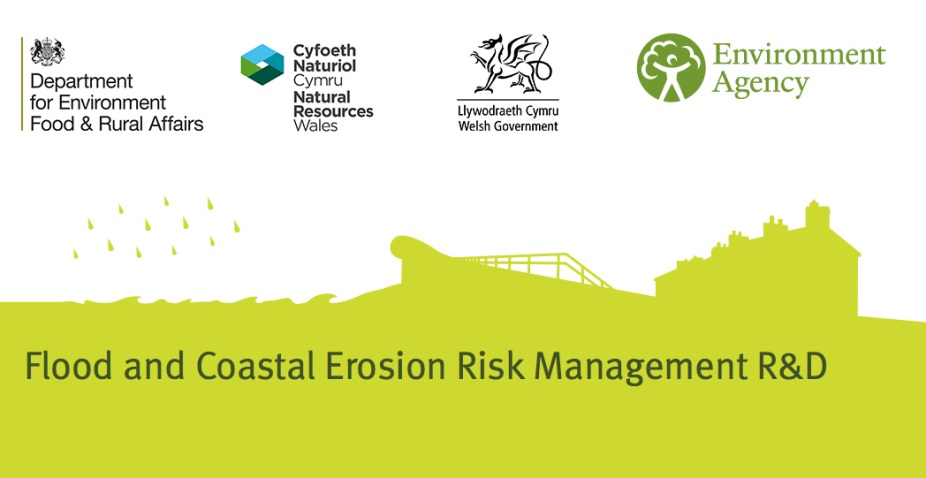 Department
for Environment
Food & Rural Affairs
Cyfoeth
Naturiol
Cymru
Natural
Resources
Wales
Llywodraeth Cymru
Welsh Government
Environment
Agency
Flood and Coastal Erosion Risk Management R&D